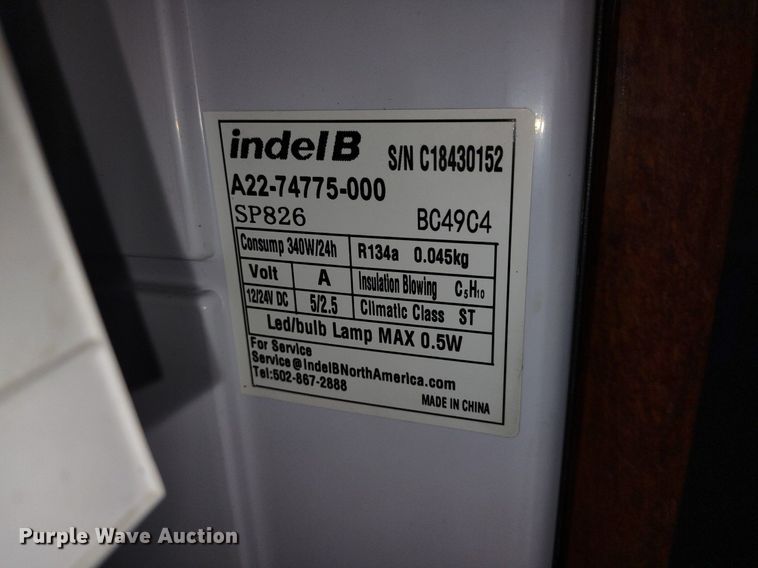 indelB S/N C18430152
A22-74775-000
SP826 BC49C4
Consump 340W/24h R134a 0.045kg
Volt A Insulation Blowing C₅H₁₀
12/24V DC 5/2.5 Climatic Class ST
Led/bulb Lamp MAX 0.5W
For Service
Service@IndelBNorthAmerica.com
Tel:502-867-2888
MADE IN CHINA
Purple Wave Auction